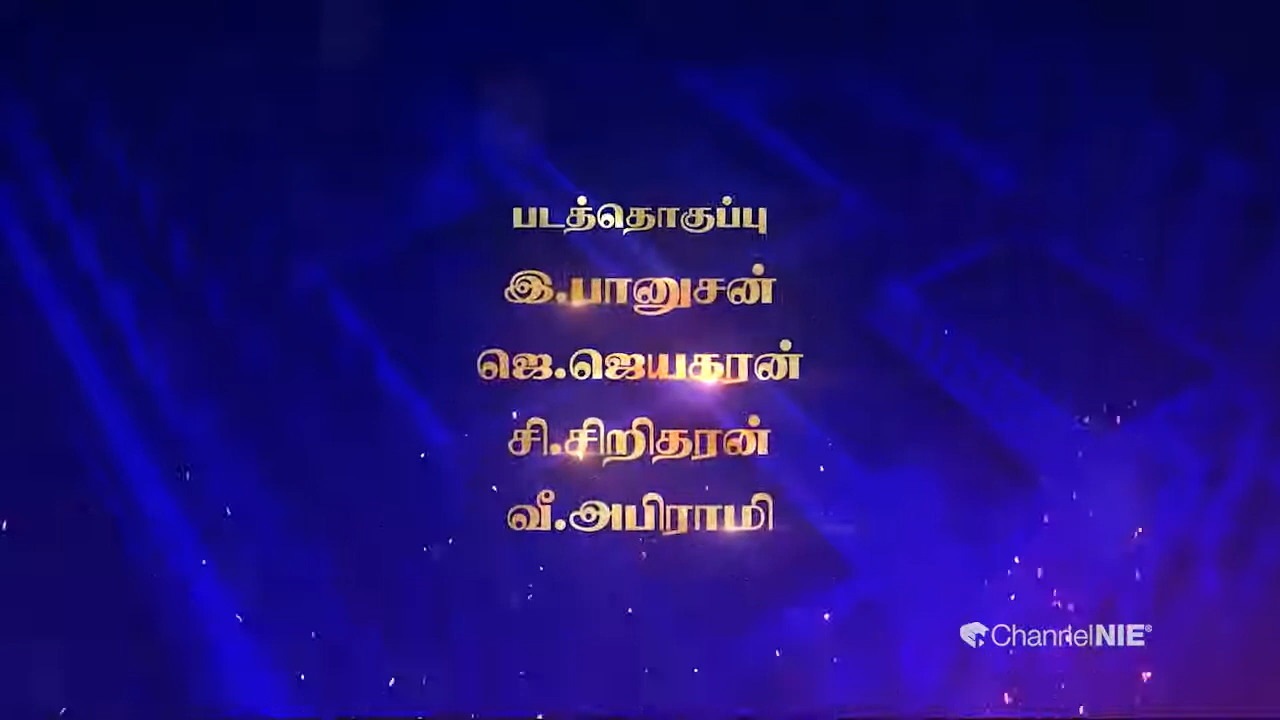 படத்தொகுப்பு
இ.பானுசன்
ஜெ.ஜெயகரன்
சி.சிறிதரன்
வீ.அபிராமி
ChannelNIE®